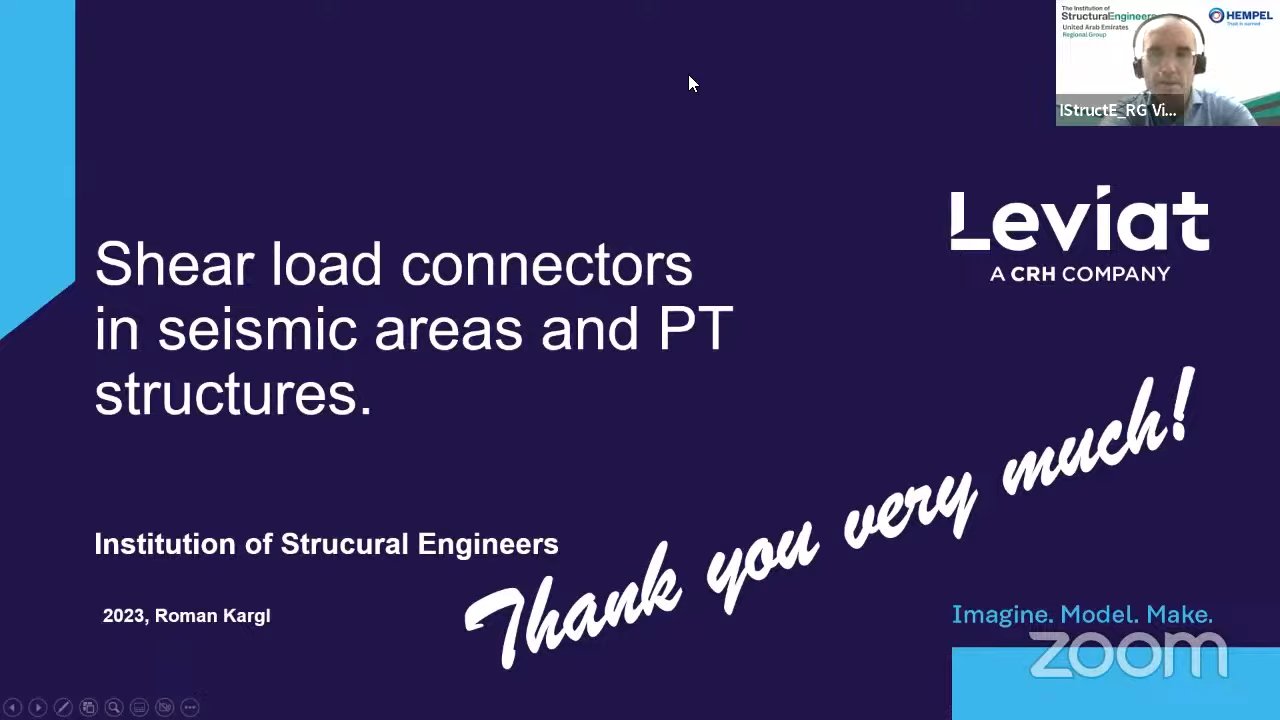 The Institution of
StructuralEngineers
United Arab Emirates
Regional Group
HEMPEL
Trust is earned
IStructE_RG Vi...
Leviat
A CRH COMPANY
Shear load connectors
in seismic areas and PT
structures.
Thank you very much!
Institution of Strucural Engineers
2023, Roman Kargl
Imagine. Model. Make.
zoom